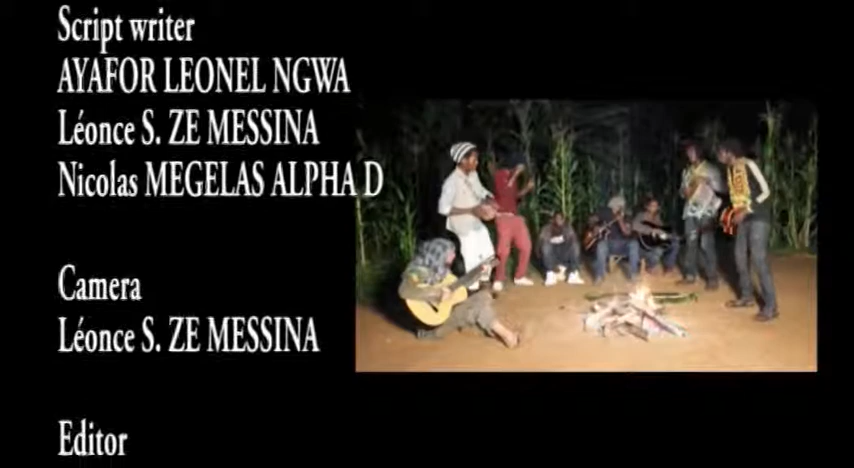 Script writer
AYAFOR LEONEL NGWA
Léonce S. ZE MESSINA
Nicolas MEGELAS ALPHA D
Camera
Léonce S. ZE MESSINA
Editor